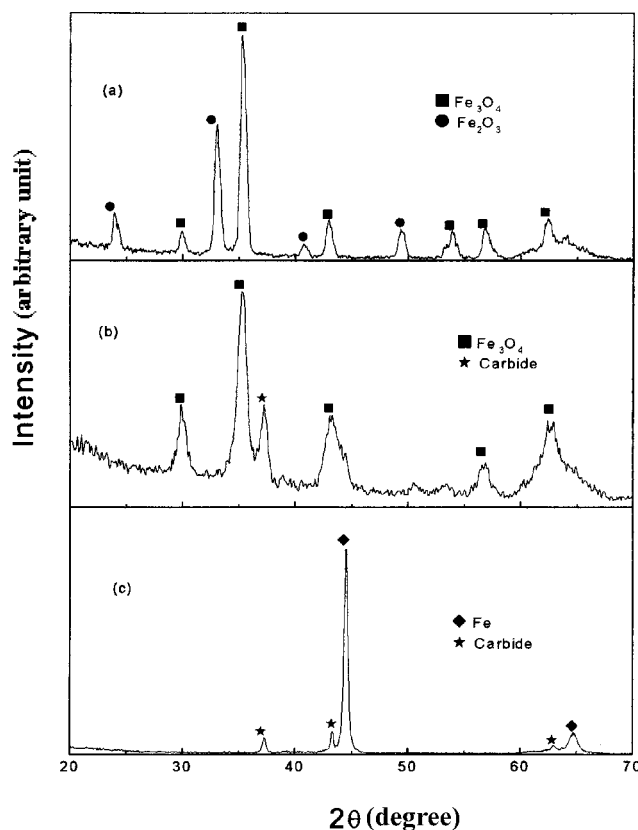 Intensity (arbitrary unit)
(a)
■ Fe₃O₄
● Fe₂O₃
(b)
■ Fe₃O₄
★ Carbide
(c)
◆ Fe
★ Carbide
20 30 40 50 60 70
2θ (degree)